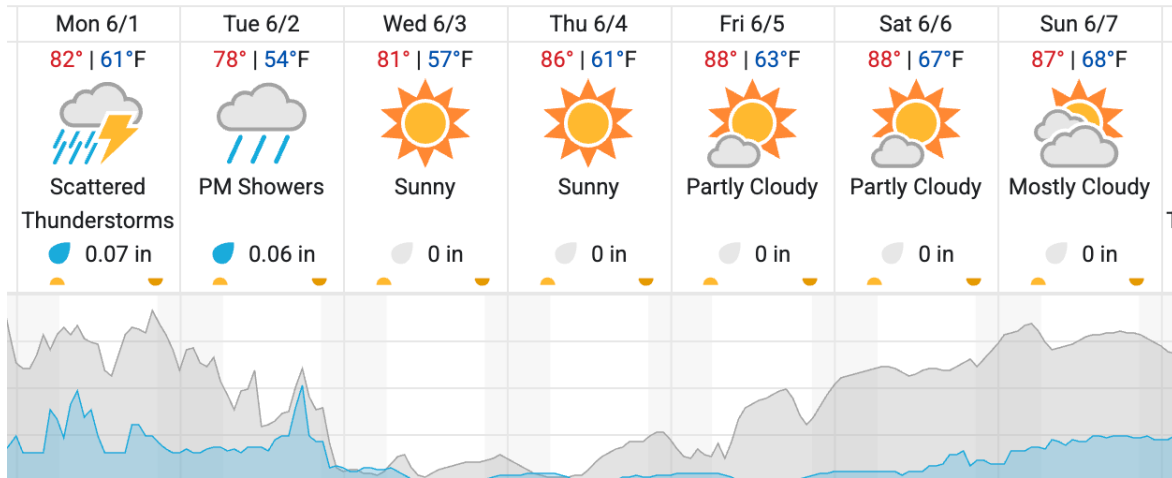 Mon 6/1
Tue 6/2
Wed 6/3
Thu 6/4
Fri 6/5
Sat 6/6
Sun 6/7
82° | 61°F
78° | 54°F
81° | 57°F
86° | 61°F
88° | 63°F
88° | 67°F
87° | 68°F
Scattered
Thunderstorms
PM Showers
Sunny
Sunny
Partly Cloudy
Partly Cloudy
Mostly Cloudy
0.07 in
0.06 in
0 in
0 in
0 in
0 in
0 in